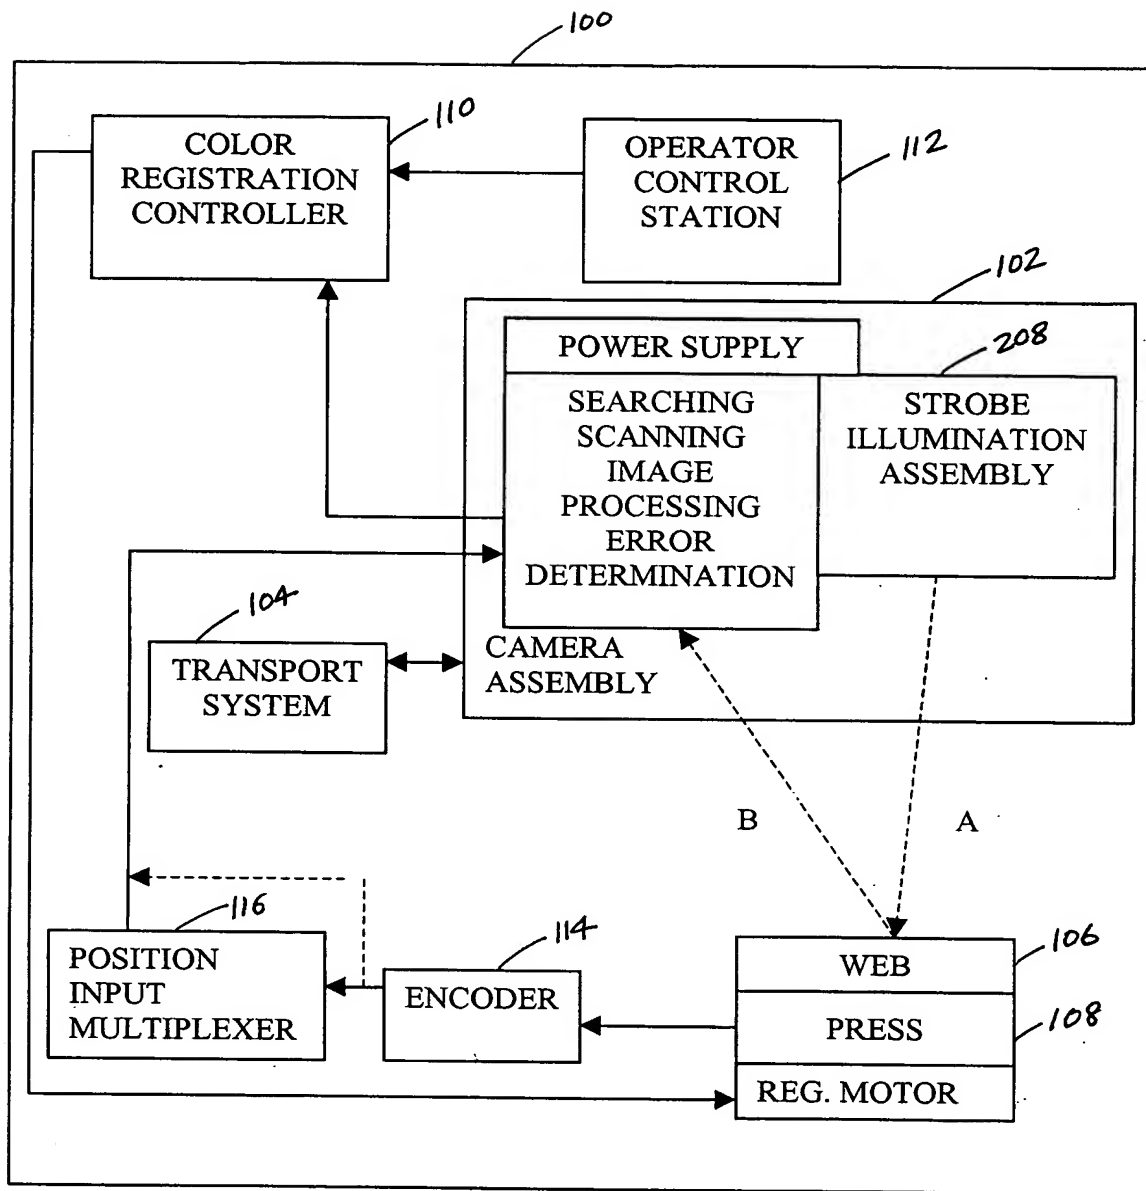 100
110
COLOR
REGISTRATION
CONTROLLER
OPERATOR
CONTROL
STATION
112
102
POWER SUPPLY
208
SEARCHING
SCANNING
IMAGE
PROCESSING
ERROR
DETERMINATION
STROBE
ILLUMINATION
ASSEMBLY
104
TRANSPORT
SYSTEM
CAMERA
ASSEMBLY
B
A
116
POSITION
INPUT
MULTIPLEXER
114
ENCODER
WEB
106
PRESS
108
REG. MOTOR